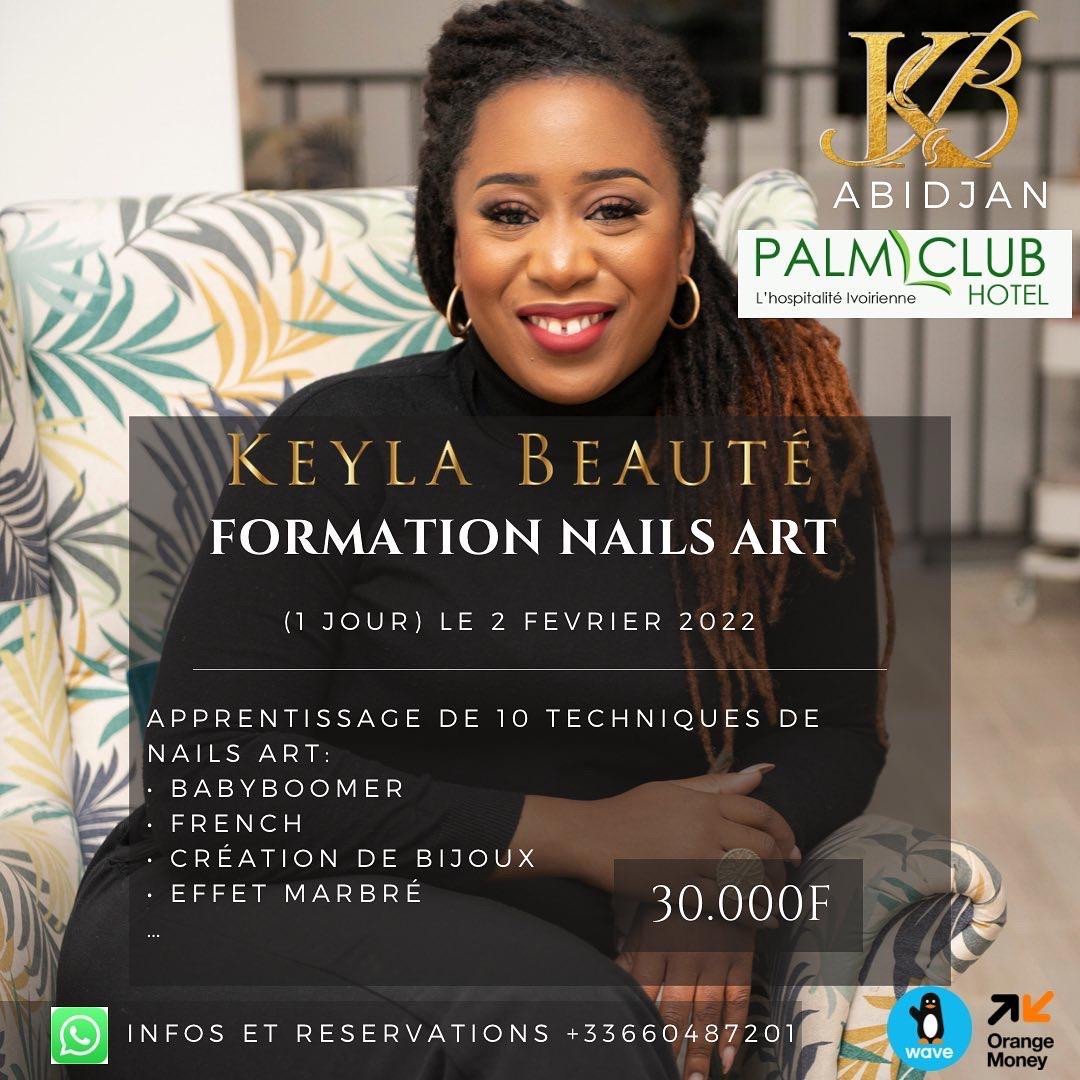 KB
ABIDJAN
PALM CLUB
L'hospitalité Ivoirienne HOTEL
KEYLA BEAUTÉ
FORMATION NAILS ART
(1 JOUR) LE 2 FEVRIER 2022
APPRENTISSAGE DE 10 TECHNIQUES DE
NAILS ART:
• BABYBOOMER
• FRENCH
• CRÉATION DE BIJOUX
• EFFET MARBRÉ
...
30.000F
INFOS ET RESERVATIONS +33660487201
wave
Orange
Money